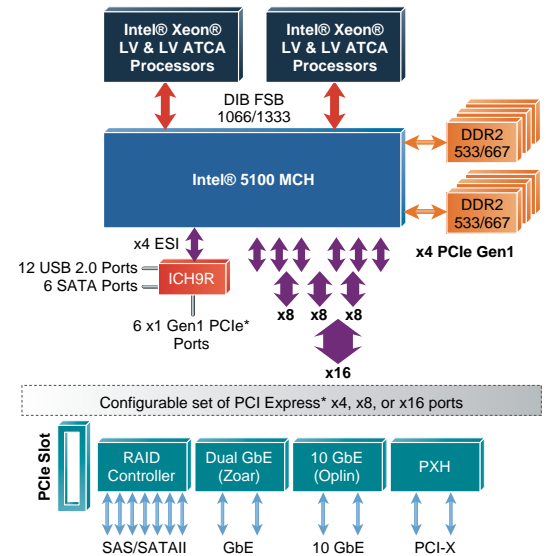 Intel® Xeon®
LV & LV ATCA
Processors
Intel® Xeon®
LV & LV ATCA
Processors
DIB FSB
1066/1333
Intel® 5100 MCH
DDR2
533/667
DDR2
533/667
x4 PCIe Gen1
x4 ESI
12 USB 2.0 Ports
6 SATA Ports
ICH9R
6 x1 Gen1 PCIe*
Ports
x8
x8
x8
x16
Configurable set of PCI Express* x4, x8, or x16 ports
PCIe Slot
RAID
Controller
Dual GbE
(Zoar)
10 GbE
(Oplin)
PXH
SAS/SATAII
GbE
10 GbE
PCI-X